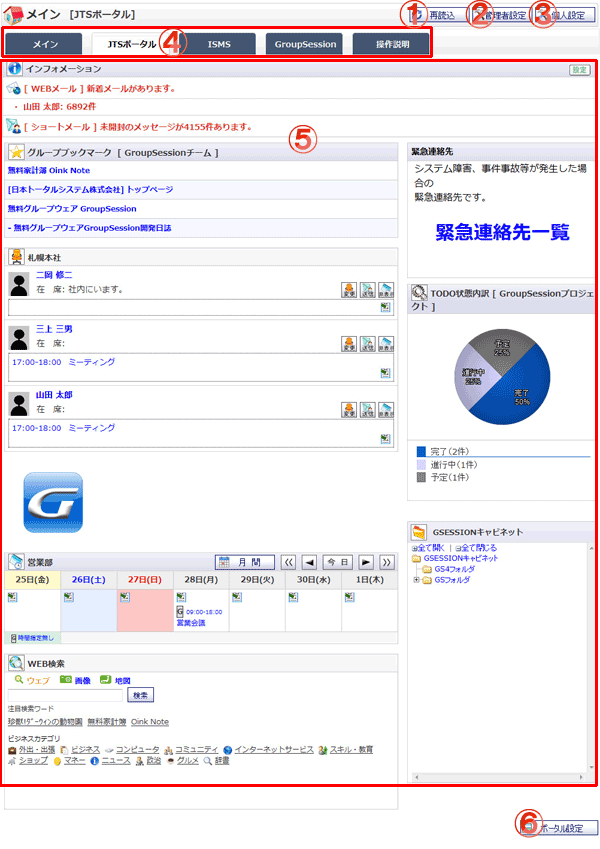 メイン [JTSポータル]
① 再読込 ② 管理者設定 ③ 個人設定
メイン JTSポータル ④ ISMS GroupSession 操作説明
インフォメーション 設定
[ WEBメール ] 新着メールがあります。
・ 山田 太郎: 6892件
[ ショートメール ] 未開封のメッセージが4155件あります。
⑤
グループブックマーク [ GroupSessionチーム ]
無料家計簿 Oink Note
[日本トータルシステム株式会社] トップページ
無料グループウェア GroupSession
- 無料グループウェアGroupSession開発日誌
札幌本社
二岡 修二
在 席: 社内にいます。
変更 送信 非表示
三上 三男
在 席:
変更 送信 非表示
17:00-18:00 ミーティング
山田 太郎
在 席:
変更 送信 非表示
17:00-18:00 ミーティング
G
営業部 月 間 今 日
25日(金) 26日(土) 27日(日) 28日(月) 29日(火) 30日(水) 1日(木)
G 09:00-18:00
営業会議
時間指定無し
WEB検索
ウェブ 画像 地図
検索
注目検索ワード
珍獣!ﾀﾞｰｳｨﾝの動物園 無料家計簿 Oink Note
ビジネスカテゴリ
外出・出張 ビジネス コンピュータ コミュニティ インターネットサービス スキル・教育
ショップ マネー ニュース 政治 グルメ 辞書
緊急連絡先
システム障害、事件事故等が発生した場
合の
緊急連絡先です。
緊急連絡先一覧
TODO状態内訳 [ GroupSessionプロジェ
クト ]
予定
25%
進行中
25%
完了
50%
完了(2件)
進行中(1件)
予定(1件)
GSESSIONキャビネット
全て開く | 全て閉じる
GSESSIONキャビネット
GS4フォルダ
GSフォルダ
⑥ ポータル設定